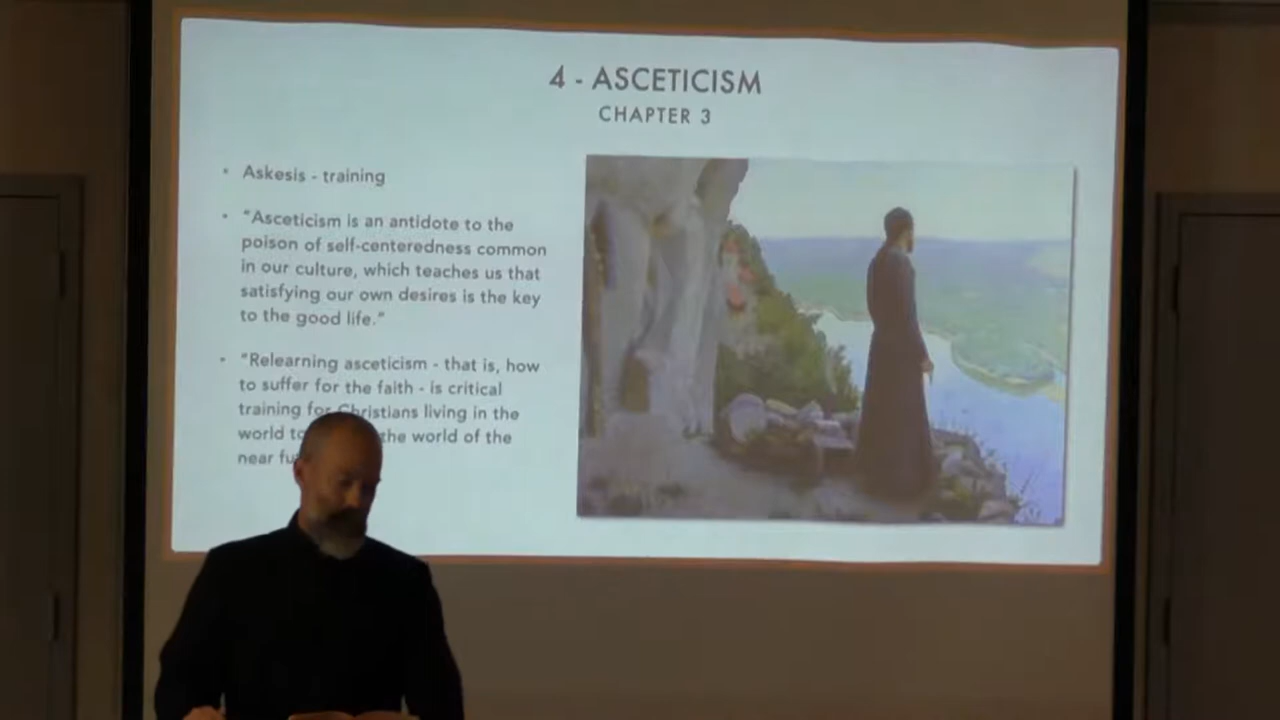 4 - ASCETICISM
CHAPTER 3
• Askesis - training
• "Asceticism is an antidote to the
poison of self-centeredness common
in our culture, which teaches us that
satisfying our own desires is the key
to the good life."
• "Relearning asceticism - that is, how
to suffer for the faith - is critical
training for Christians living in the
world the world of the
near